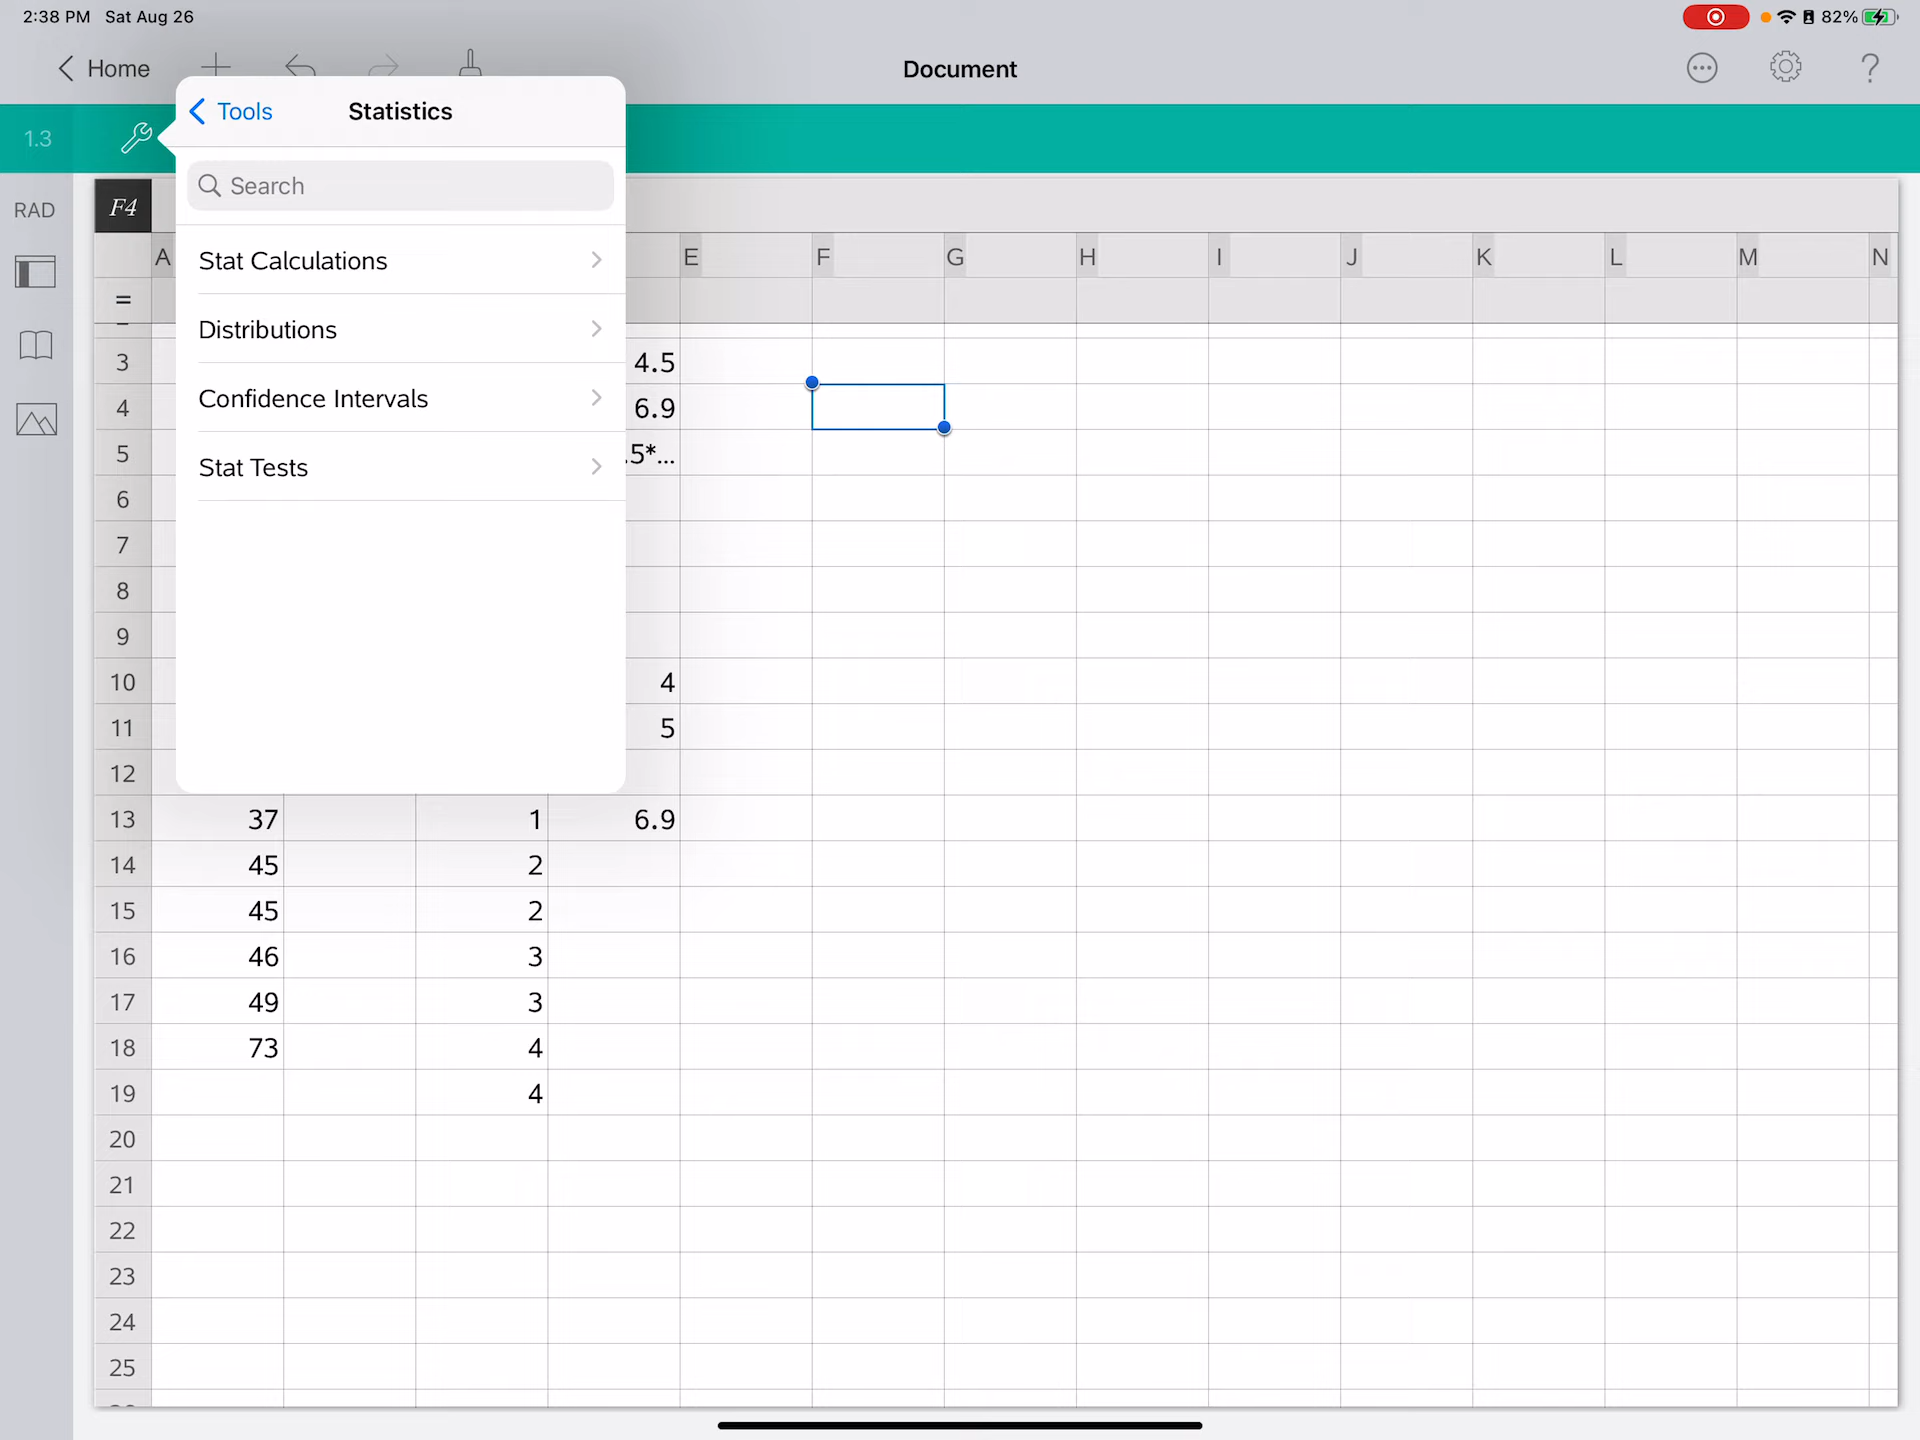 2:38 PM Sat Aug 26 82%
Home Document ?
1.3
Tools Statistics
Search
RAD
F4
A E F G H I J K L M N
Stat Calculations
=
Distributions
3 4.5
Confidence Intervals
4 6.9
5 .5*...
Stat Tests
6
7
8
9
10 4
11 5
12
13 37 1 6.9
14 45 2
15 45 2
16 46 3
17 49 3
18 73 4
19 4
20
21
22
23
24
25